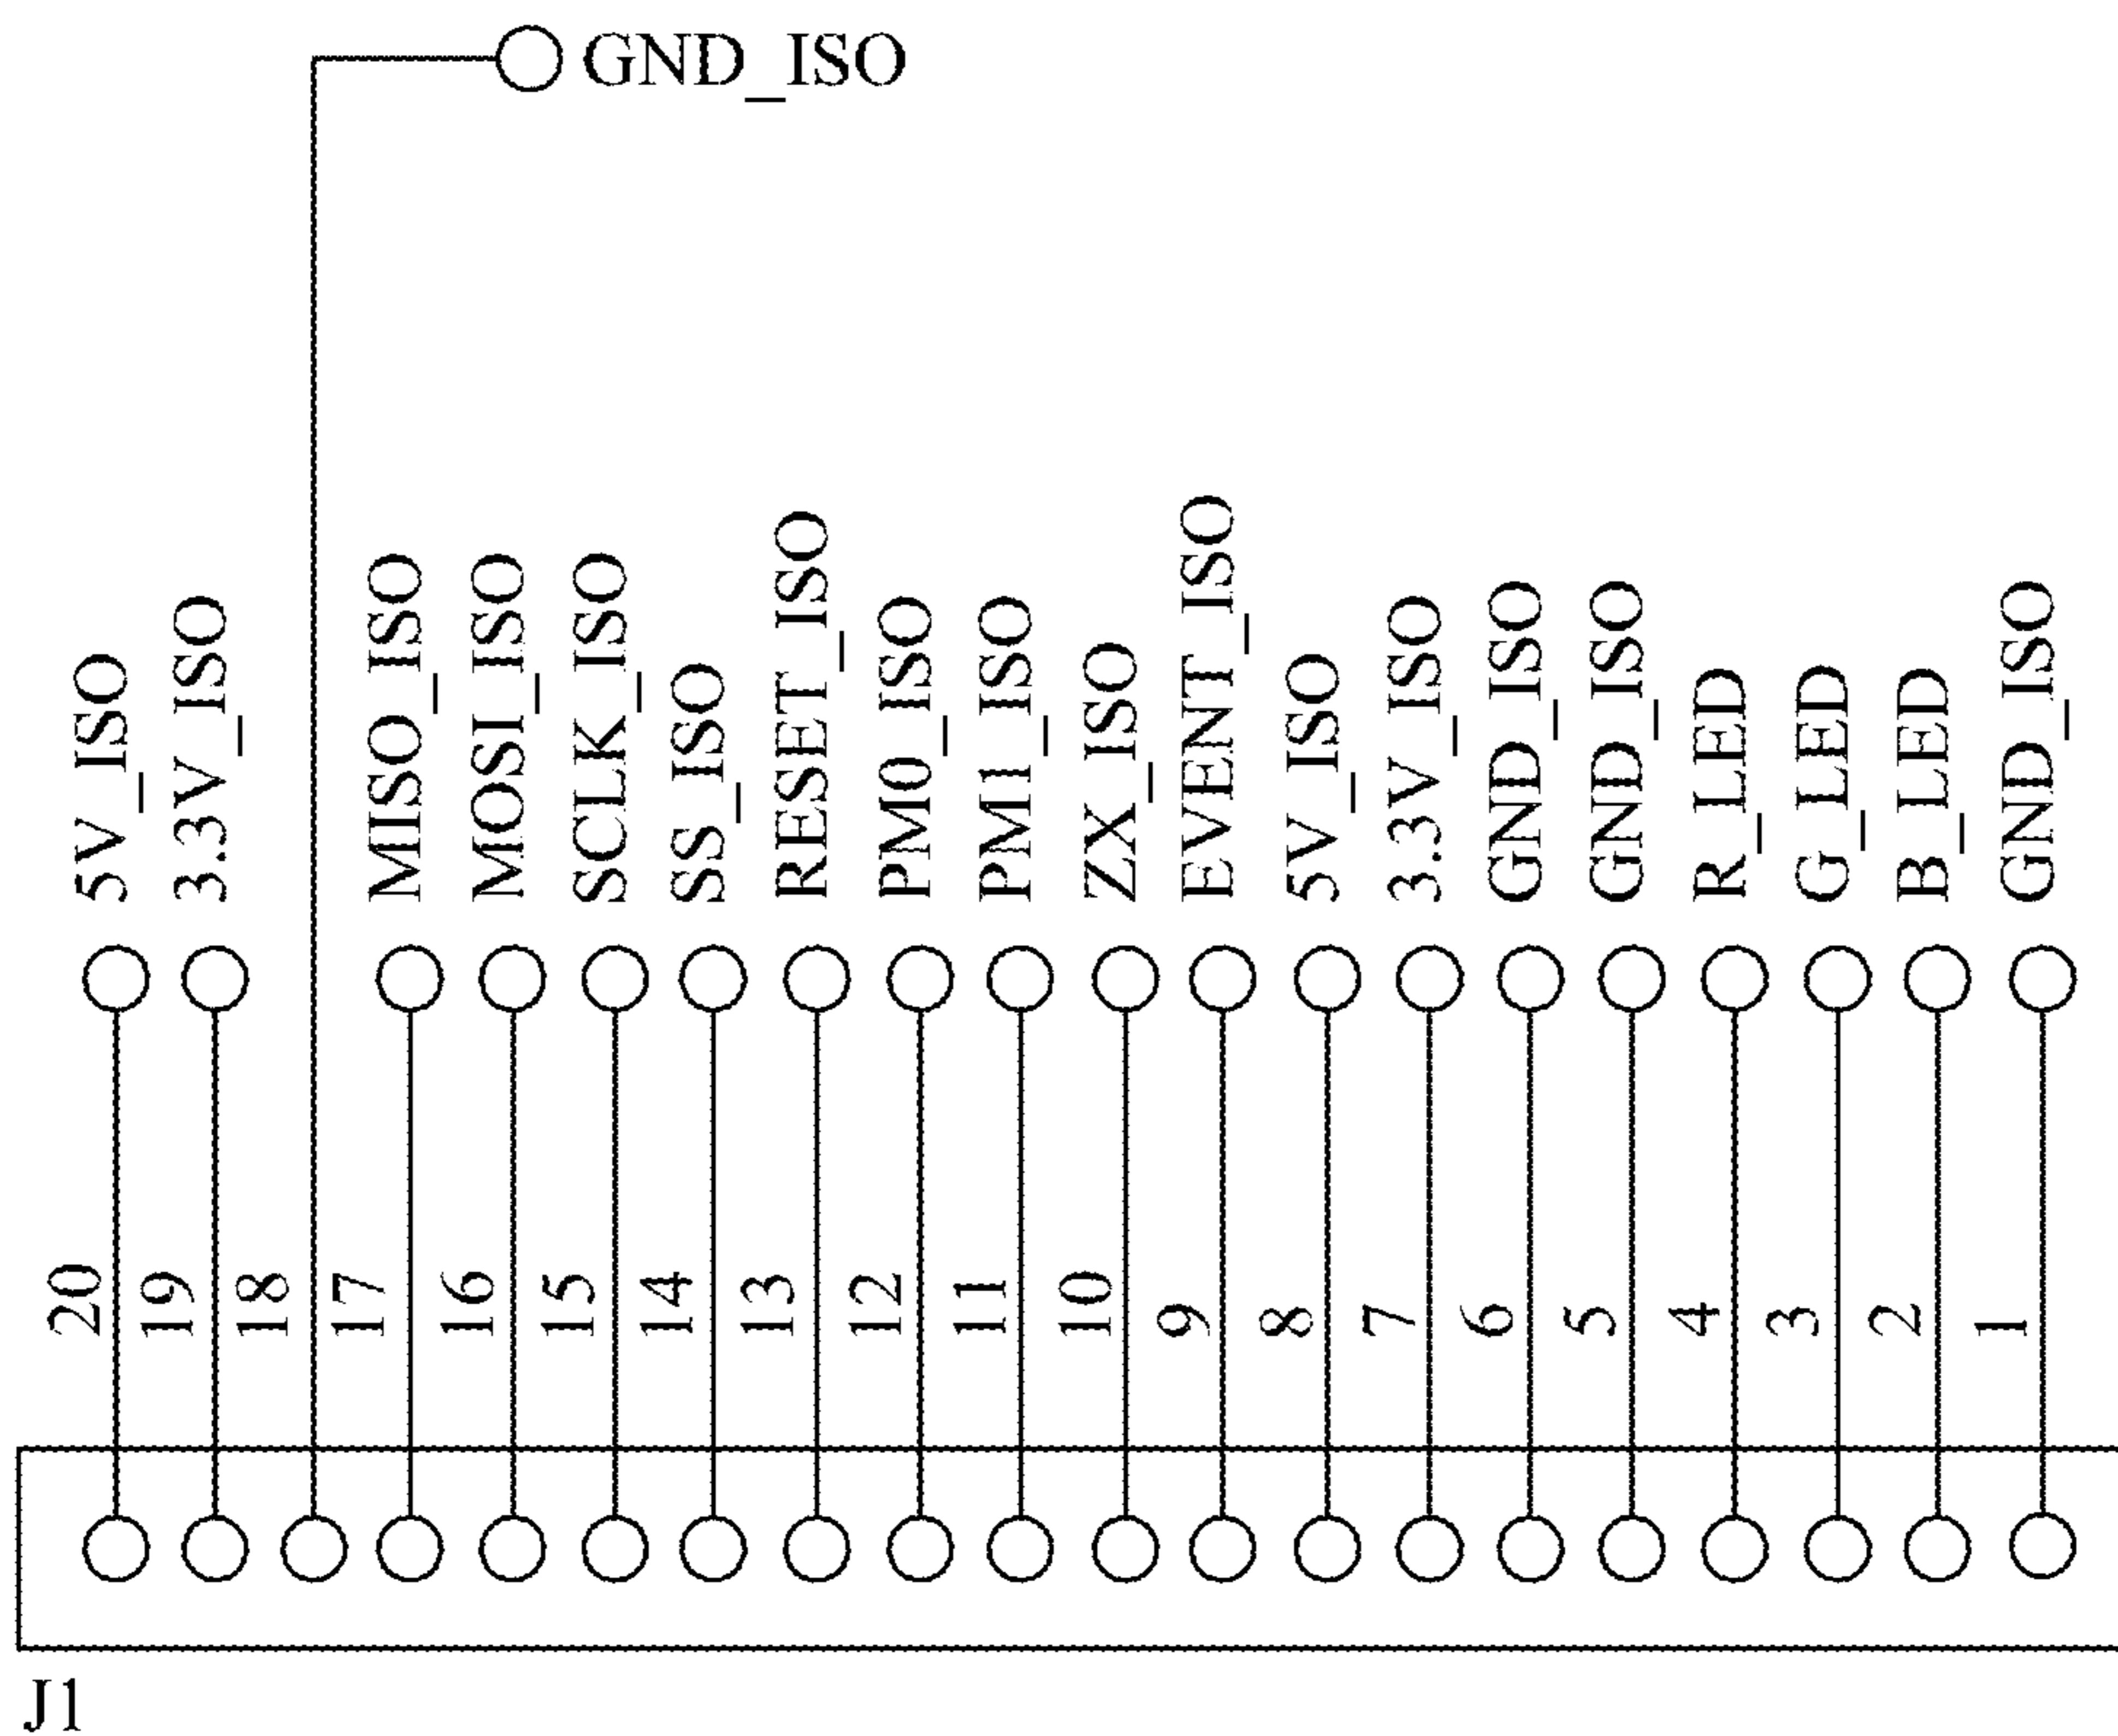 GND_ISO
5V_ISO
3.3V_ISO
MISO_ISO
MOSI_ISO
SCLK_ISO
SS_ISO
RESET_ISO
PM0_ISO
PM1_ISO
ZX_ISO
EVENT_ISO
5V_ISO
3.3V_ISO
GND_ISO
GND_ISO
R_LED
G_LED
B_LED
GND_ISO
20
19
18
17
16
15
14
13
12
11
10
9
8
7
6
5
4
3
2
1
J1